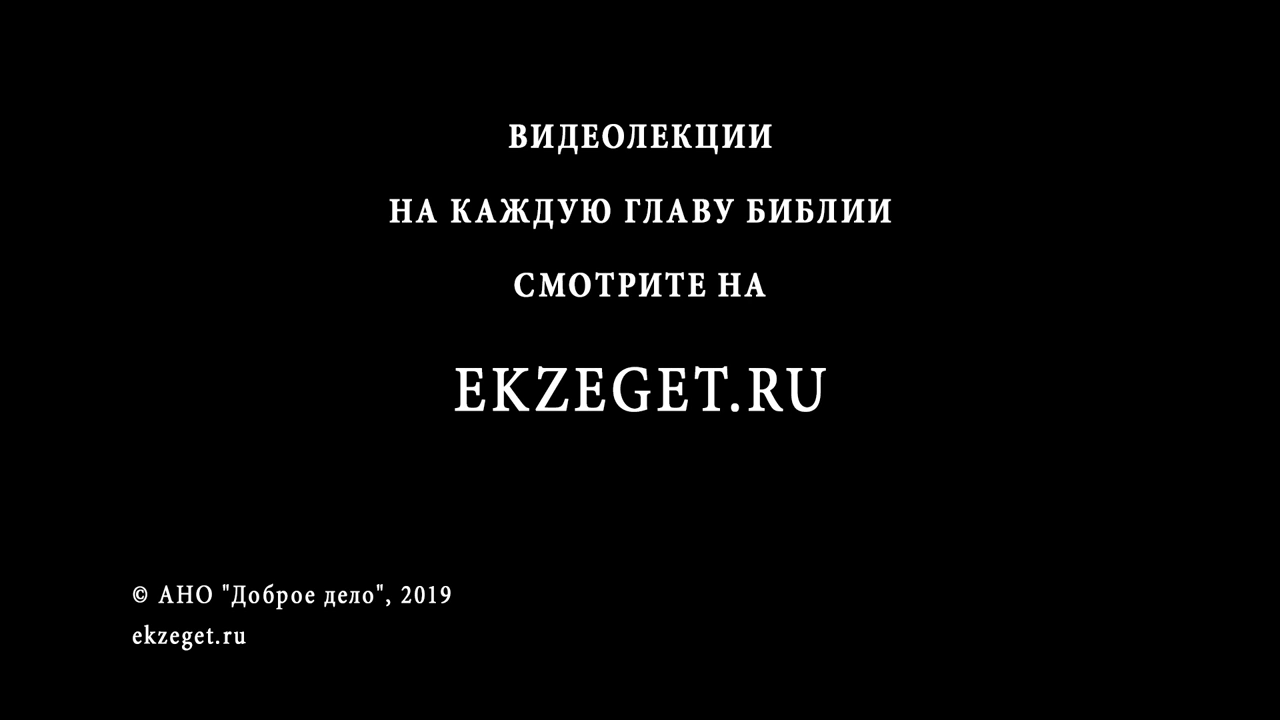 ВИДЕОЛЕКЦИИ
НА КАЖДУЮ ГЛАВУ БИБЛИИ
СМОТРИТЕ НА
EKZEGET.RU
© АНО "Доброе дело", 2019
ekzeget.ru